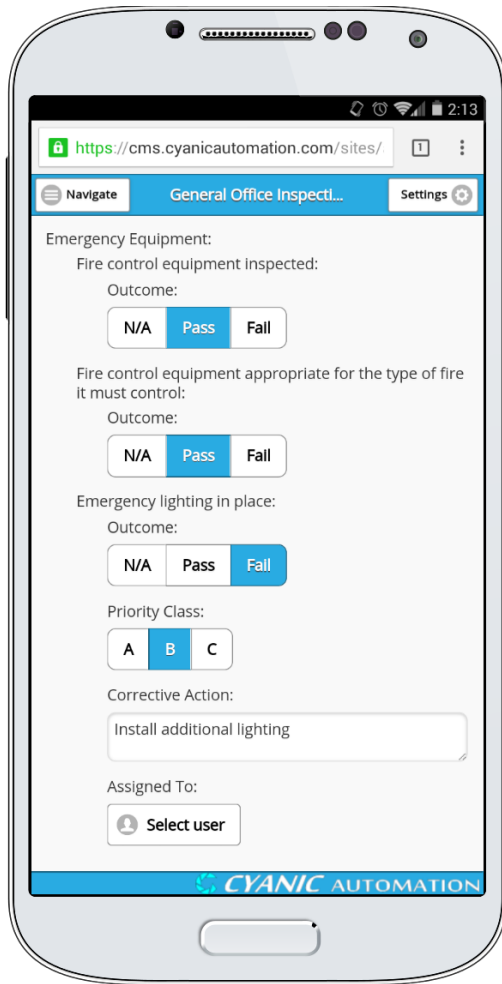 2:13
https://cms.cyanicautomation.com/sites/
1
Navigate
General Office Inspecti...
Settings
Emergency Equipment:
Fire control equipment inspected:
Outcome:
N/A Pass Fail
Fire control equipment appropriate for the type of fire
it must control:
Outcome:
N/A Pass Fail
Emergency lighting in place:
Outcome:
N/A Pass Fail
Priority Class:
A B C
Corrective Action:
Install additional lighting
Assigned To:
Select user
CYANIC AUTOMATION